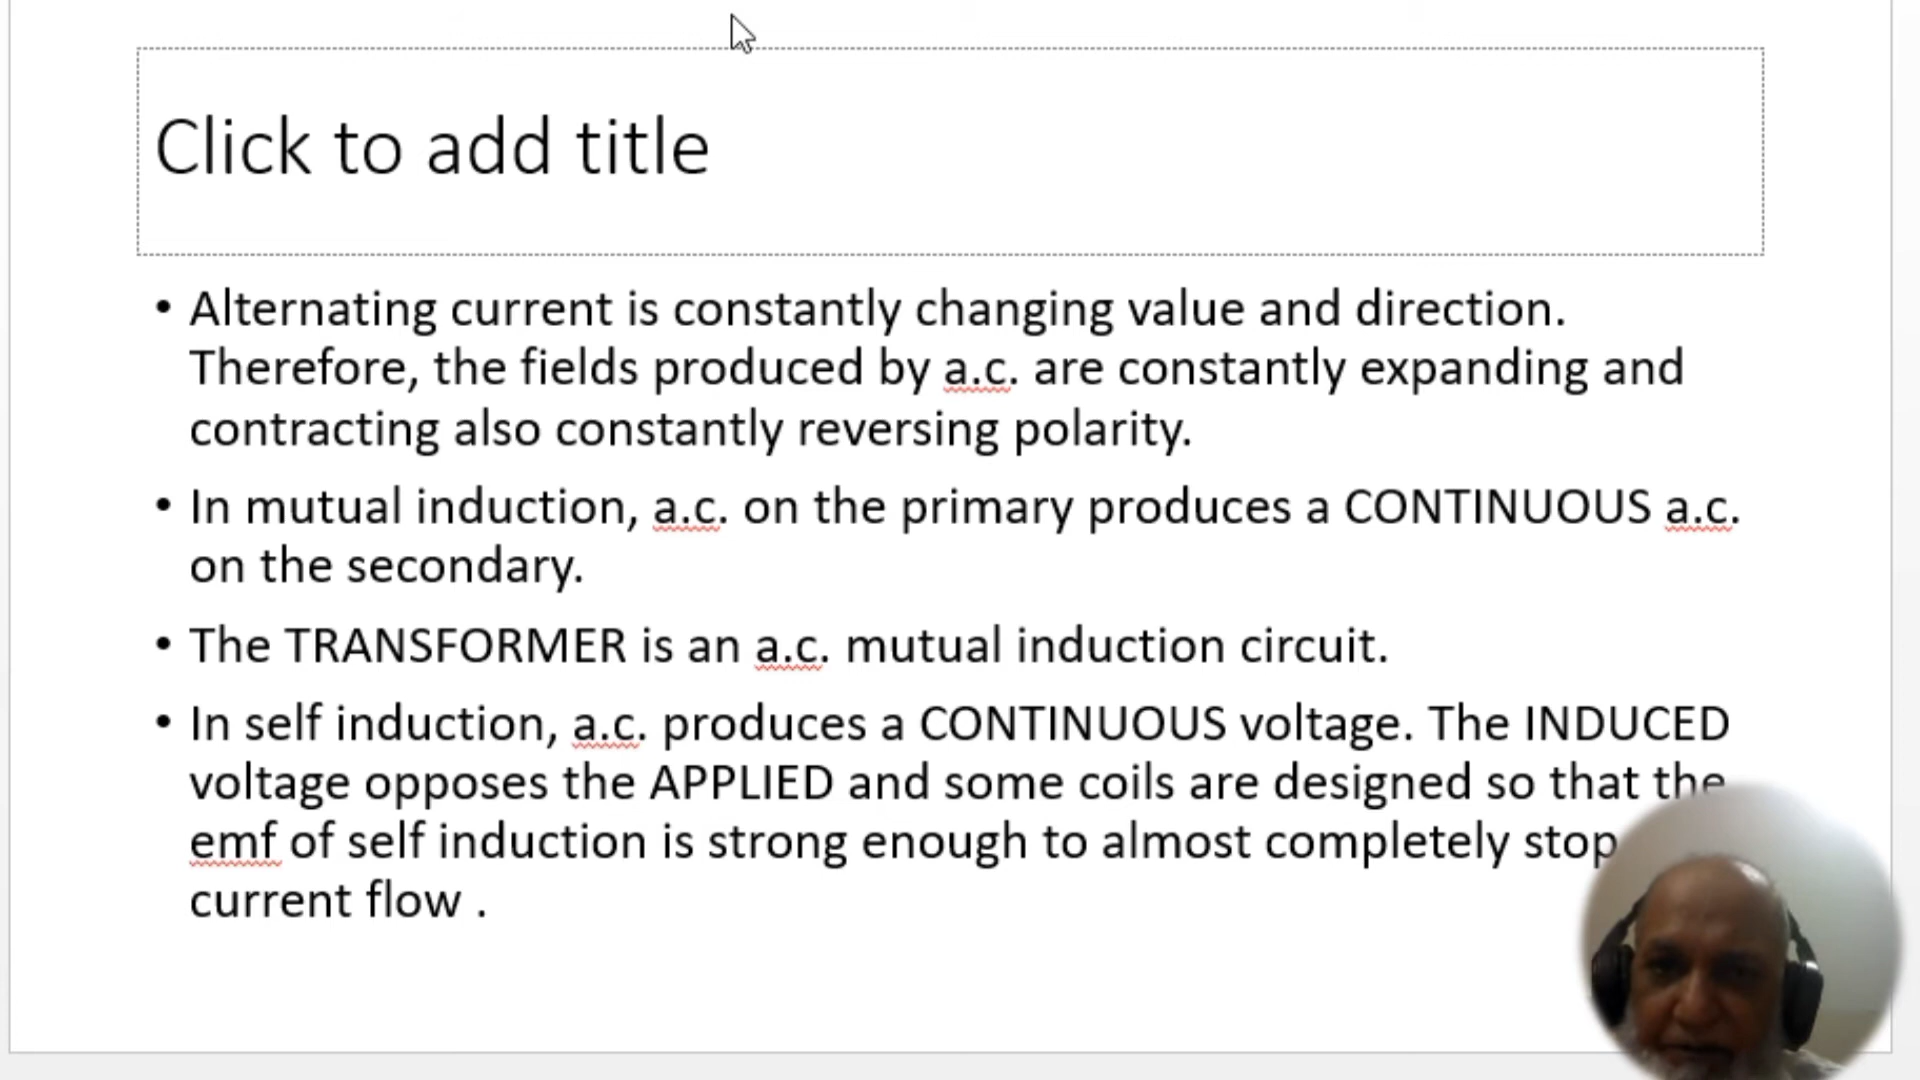 Click to add title
• Alternating current is constantly changing value and direction.
Therefore, the fields produced by a.c. are constantly expanding and
contracting also constantly reversing polarity.
• In mutual induction, a.c. on the primary produces a CONTINUOUS a.c.
on the secondary.
• The TRANSFORMER is an a.c. mutual induction circuit.
• In self induction, a.c. produces a CONTINUOUS voltage. The INDUCED
voltage opposes the APPLIED and some coils are designed so that the
emf of self induction is strong enough to almost completely stop
current flow .